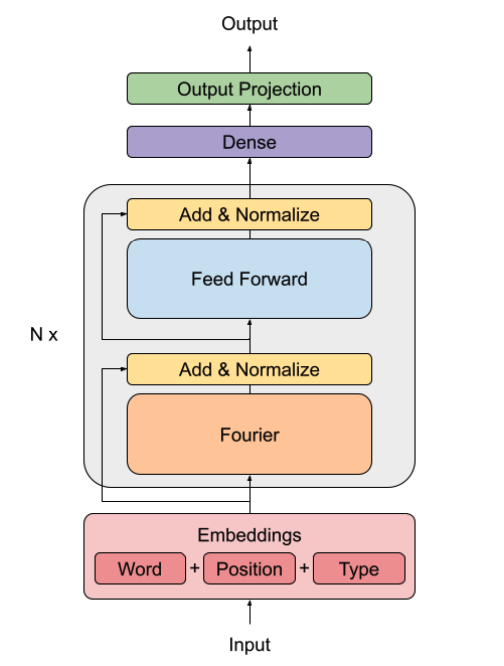 Output
Output Projection
Dense
Add & Normalize
Feed Forward
N x
Add & Normalize
Fourier
Embeddings
Word + Position + Type
Input